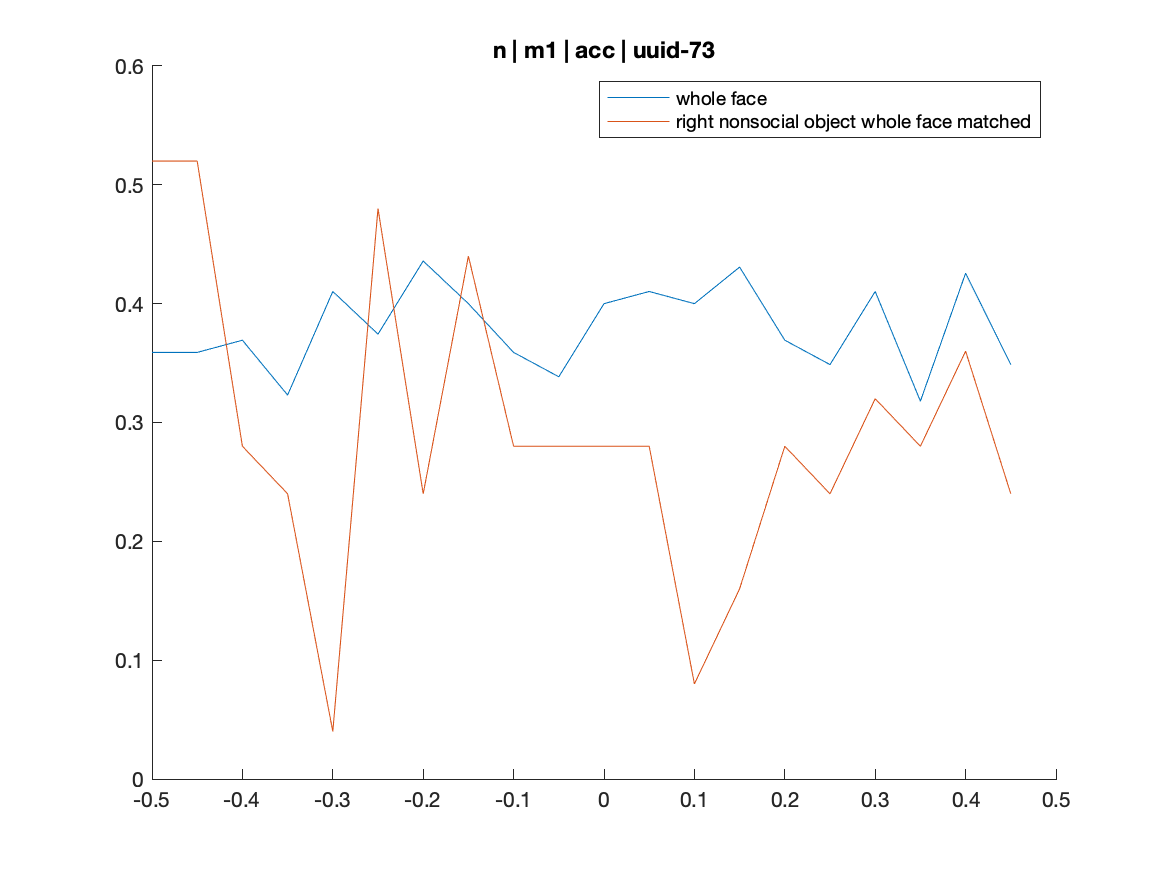 n | m1 | acc | uuid-73
whole face
right nonsocial object whole face matched
0.6
0.5
0.4
0.3
0.2
0.1
0
-0.5 -0.4 -0.3 -0.2 -0.1 0 0.1 0.2 0.3 0.4 0.5